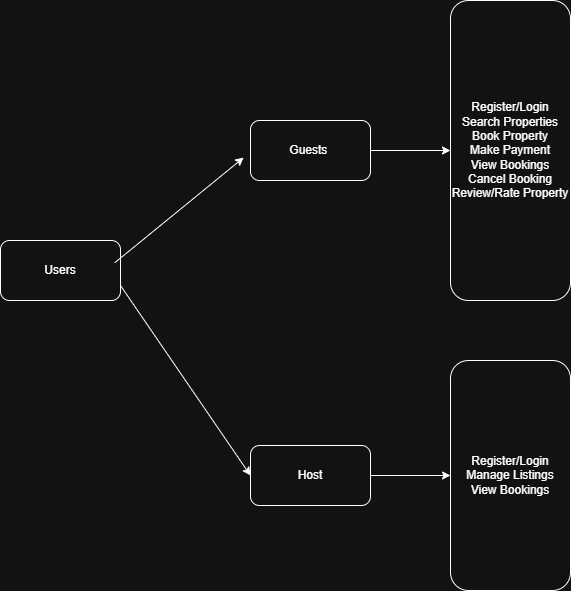 Users
Guests
Register/Login
Search Properties
Book Property
Make Payment
View Bookings
Cancel Booking
Review/Rate Property
Host
Register/Login
Manage Listings
View Bookings